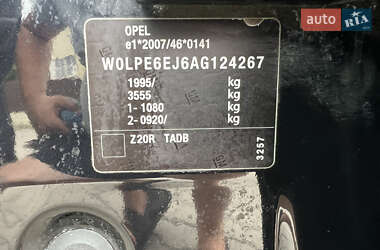 auto RIA
OPEL
e1*2007/46*0141
W0LPE6EJ6AG124267
1995/ kg
3555 kg
1-1080 kg
2-0920/ kg
Z20R TADB
3257